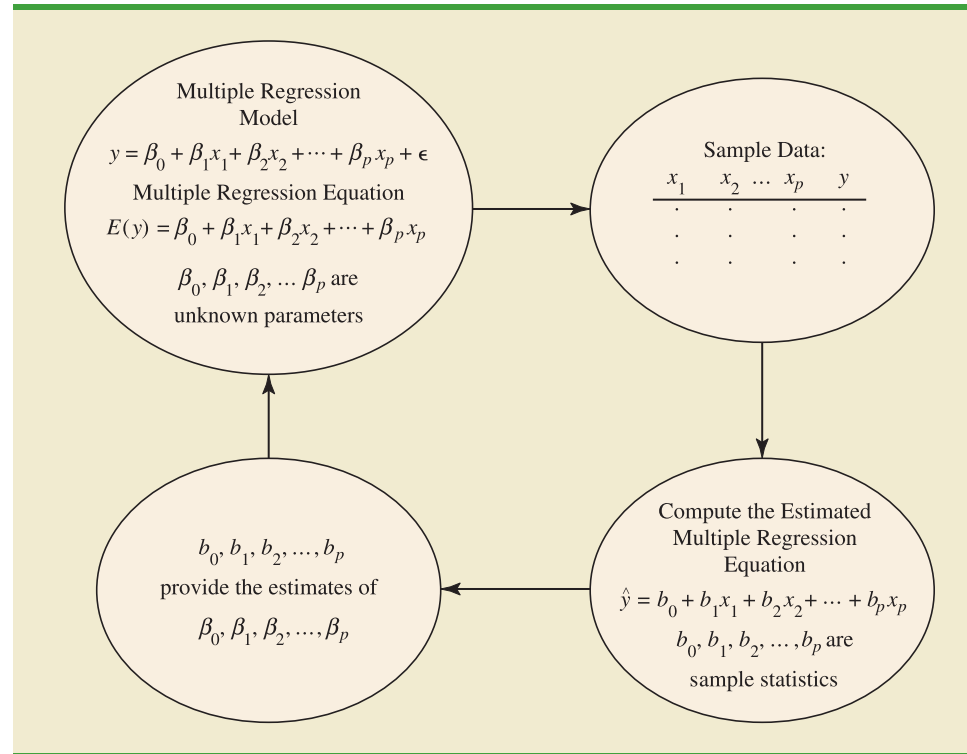 Multiple Regression
Model
y = β₀ + β₁x₁ + β₂x₂ + ⋯ + βₚxₚ + ϵ
Multiple Regression Equation
E(y) = β₀ + β₁x₁ + β₂x₂ + ⋯ + βₚxₚ
β₀, β₁, β₂, … βₚ are
unknown parameters
Sample Data:
x₁ x₂ … xₚ y
. . . .
. . . .
. . . .
Compute the Estimated
Multiple Regression
Equation
ŷ = b₀ + b₁x₁ + b₂x₂ + … + bₚxₚ
b₀, b₁, b₂, … , bₚ are
sample statistics
b₀, b₁, b₂, …, bₚ
provide the estimates of
β₀, β₁, β₂, …, βₚ